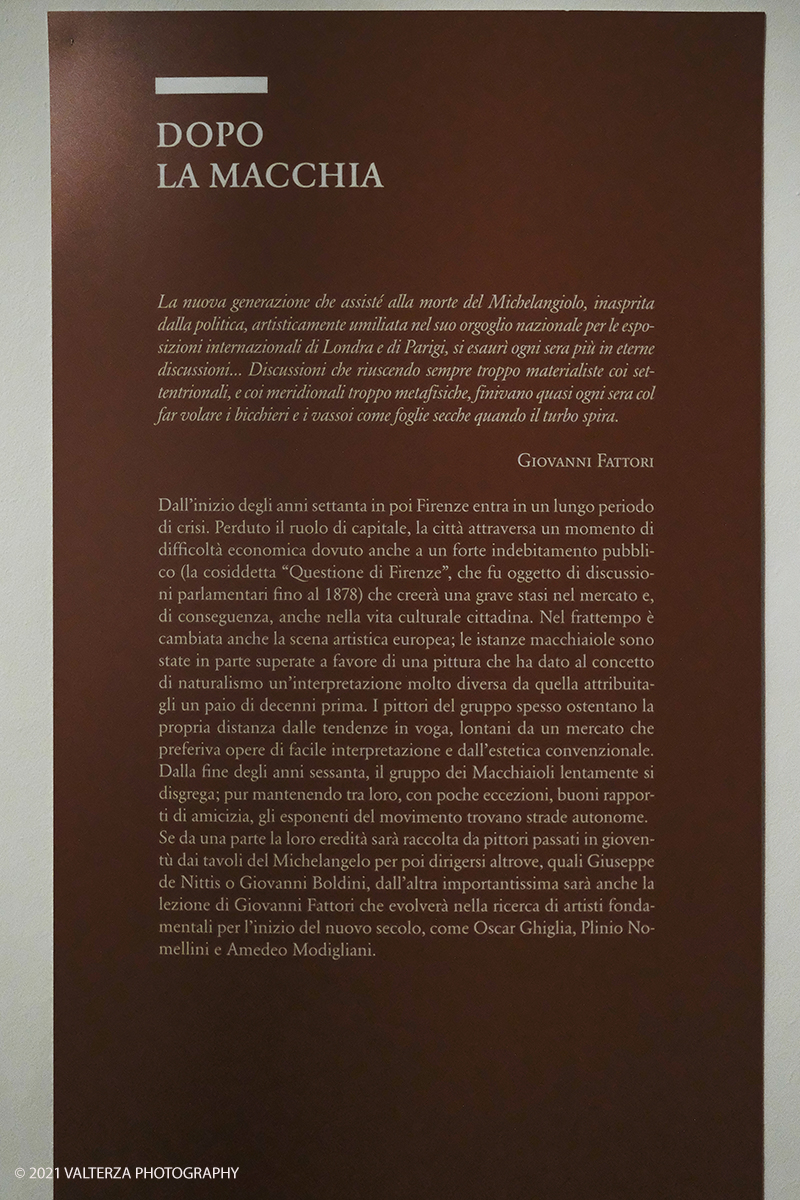 DOPO
LA MACCHIA
La nuova generazione che assisté alla morte del Michelangiolo, inasprita
dalla politica, artisticamente umiliata nel suo orgoglio nazionale per le espo-
sizioni internazionali di Londra e di Parigi, si esaurì ogni sera più in eterne
discussioni... Discussioni che riuscendo sempre troppo materialiste coi set-
tentrionali, e coi meridionali troppo metafisiche, finivano quasi ogni sera col
far volare i bicchieri e i vassoi come foglie secche quando il turbo spira.
Giovanni Fattori
Dall'inizio degli anni settanta in poi Firenze entra in un lungo periodo
di crisi. Perduto il ruolo di capitale, la città attraversa un momento di
difficoltà economica dovuto anche a un forte indebitamento pubbli-
co (la cosiddetta “Questione di Firenze”, che fu oggetto di discussio-
ni parlamentari fino al 1878) che creerà una grave stasi nel mercato e,
di conseguenza, anche nella vita culturale cittadina. Nel frattempo è
cambiata anche la scena artistica europea; le istanze macchiaiole sono
state in parte superate a favore di una pittura che ha dato al concetto
di naturalismo un'interpretazione molto diversa da quella attribuita-
gli un paio di decenni prima. I pittori del gruppo spesso ostentano la
propria distanza dalle tendenze in voga, lontani da un mercato che
preferiva opere di facile interpretazione e dall'estetica convenzionale.
Dalla fine degli anni sessanta, il gruppo dei Macchiaioli lentamente si
disgrega; pur mantenendo tra loro, con poche eccezioni, buoni rappor-
ti di amicizia, gli esponenti del movimento trovano strade autonome.
Se da una parte la loro eredità sarà raccolta da pittori passati in gioven-
tù dai tavoli del Michelangelo per poi dirigersi altrove, quali Giuseppe
de Nittis o Giovanni Boldini, dall'altra importantissima sarà anche la
lezione di Giovanni Fattori che evolverà nella ricerca di artisti fonda-
mentali per l'inizio del nuovo secolo, come Oscar Ghiglia, Plinio No-
mellini e Amedeo Modigliani.
© 2021 VALTERZA PHOTOGRAPHY